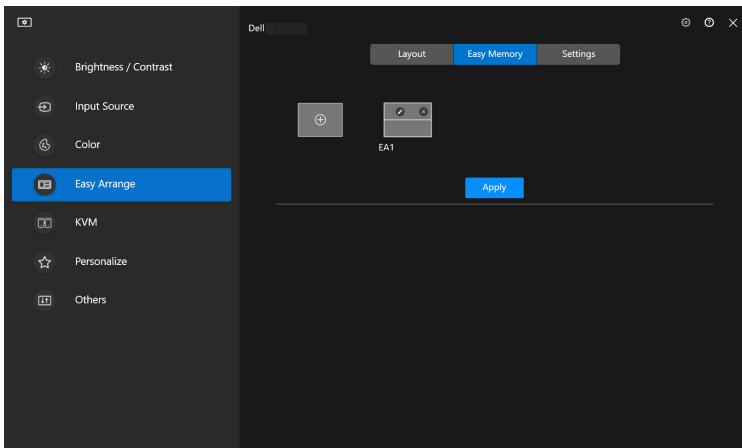 Dell
Layout
Easy Memory
Settings
Brightness / Contrast
Input Source
Color
Easy Arrange
KVM
Personalize
Others
EA1
Apply